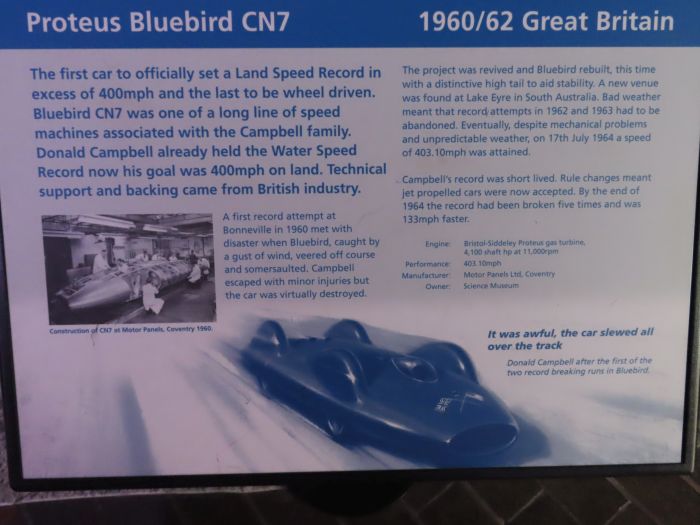 Proteus Bluebird CN7
1960/62 Great Britain
The first car to officially set a Land Speed Record in
excess of 400mph and the last to be wheel driven.
Bluebird CN7 was one of a long line of speed
machines associated with the Campbell family.
Donald Campbell already held the Water Speed
Record now his goal was 400mph on land. Technical
support and backing came from British industry.
A first record attempt at
Bonneville in 1960 met with
disaster when Bluebird, caught by
a gust of wind, veered off course
and somersaulted. Campbell
escaped with minor injuries but
the car was virtually destroyed.
Construction of CN7 at Motor Panels, Coventry 1960.
The project was revived and Bluebird rebuilt, this time
with a distinctive high tail to aid stability. A new venue
was found at Lake Eyre in South Australia. Bad weather
meant that record attempts in 1962 and 1963 had to be
abandoned. Eventually, despite mechanical problems
and unpredictable weather, on 17th July 1964 a speed
of 403.10mph was attained.
Campbell's record was short lived. Rule changes meant
jet propelled cars were now accepted. By the end of
1964 the record had been broken five times and was
133mph faster.
Engine: Bristol-Siddeley Proteus gas turbine,
4,100 shaft hp at 11,000rpm
Performance: 403.10mph
Manufacturer: Motor Panels Ltd, Coventry
Owner: Science Museum
It was awful, the car slewed all
over the track
Donald Campbell after the first of the
two record breaking runs in Bluebird.